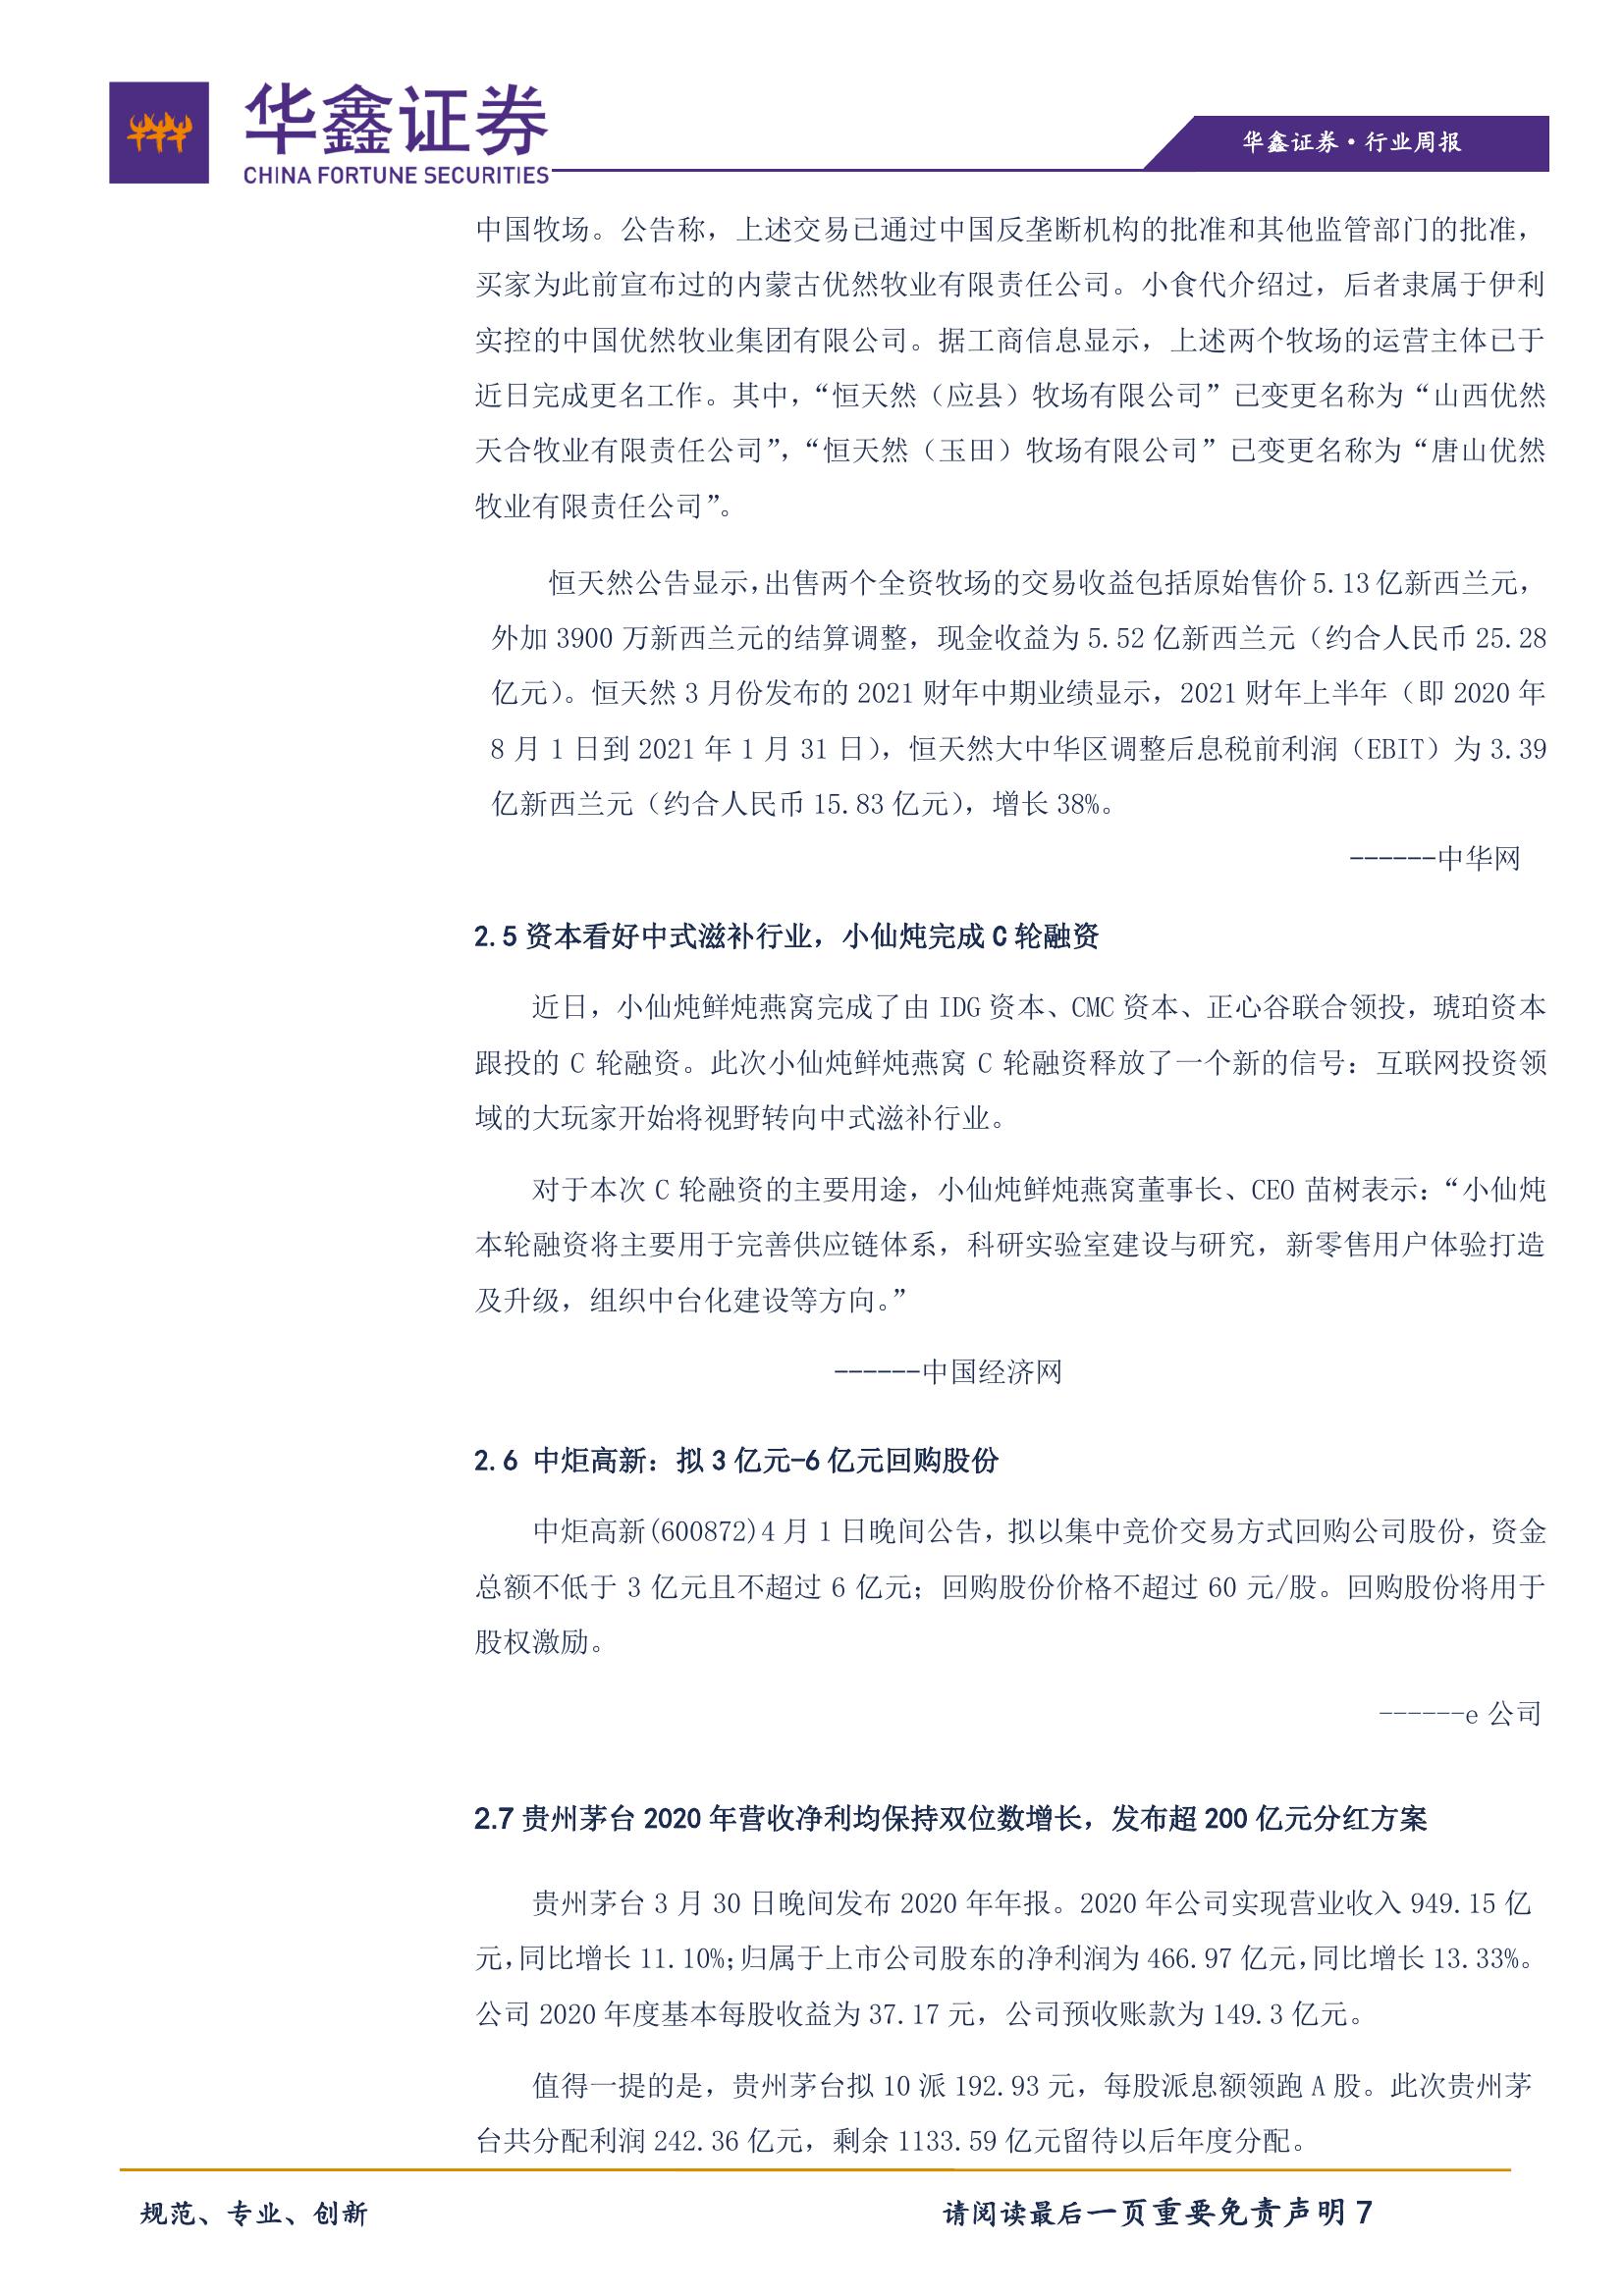 华鑫证券
CHINA FORTUNE SECURITIES
华鑫证券·行业周报
中国牧场。公告称，上述交易已通过中国反垄断机构的批准和其他监管部门的批准，
买家为此前宣布过的内蒙古优然牧业有限责任公司。小食代介绍过，后者隶属于伊利
实控的中国优然牧业集团有限公司。据工商信息显示，上述两个牧场的运营主体已于
近日完成更名工作。其中，“恒天然（应县）牧场有限公司”已变更名称为“山西优然
天合牧业有限责任公司”，“恒天然（玉田）牧场有限公司”已变更名称为“唐山优然
牧业有限责任公司”。
恒天然公告显示，出售两个全资牧场的交易收益包括原始售价 5.13 亿新西兰元，
外加 3900 万新西兰元的结算调整，现金收益为 5.52 亿新西兰元（约合人民币 25.28
亿元）。恒天然 3 月份发布的 2021 财年中期业绩显示，2021 财年上半年（即 2020 年
8 月 1 日到 2021 年 1 月 31 日），恒天然大中华区调整后息税前利润（EBIT）为 3.39
亿新西兰元（约合人民币 15.83 亿元），增长 38%。
------中华网
2.5 资本看好中式滋补行业，小仙炖完成 C 轮融资
近日，小仙炖鲜炖燕窝完成了由 IDG 资本、CMC 资本、正心谷联合领投，琥珀资本
跟投的 C 轮融资。此次小仙炖鲜炖燕窝 C 轮融资释放了一个新的信号：互联网投资领
域的大玩家开始将视野转向中式滋补行业。
对于本次 C 轮融资的主要用途，小仙炖鲜炖燕窝董事长、CEO 苗树表示：“小仙炖
本轮融资将主要用于完善供应链体系，科研实验室建设与研究，新零售用户体验打造
及升级，组织中台化建设等方向。”
------中国经济网
2.6 中炬高新：拟 3 亿元-6 亿元回购股份
中炬高新(600872)4 月 1 日晚间公告，拟以集中竞价交易方式回购公司股份，资金
总额不低于 3 亿元且不超过 6 亿元；回购股份价格不超过 60 元/股。回购股份将用于
股权激励。
------e 公司
2.7 贵州茅台 2020 年营收净利均保持双位数增长，发布超 200 亿元分红方案
贵州茅台 3 月 30 日晚间发布 2020 年年报。2020 年公司实现营业收入 949.15 亿
元，同比增长 11.10%；归属于上市公司股东的净利润为 466.97 亿元，同比增长 13.33%。
公司 2020 年度基本每股收益为 37.17 元，公司预收账款为 149.3 亿元。
值得一提的是，贵州茅台拟 10 派 192.93 元，每股派息额领跑 A 股。此次贵州茅
台共分配利润 242.36 亿元，剩余 1133.59 亿元留待以后年度分配。
规范、专业、创新
请阅读最后一页重要免责声明 7